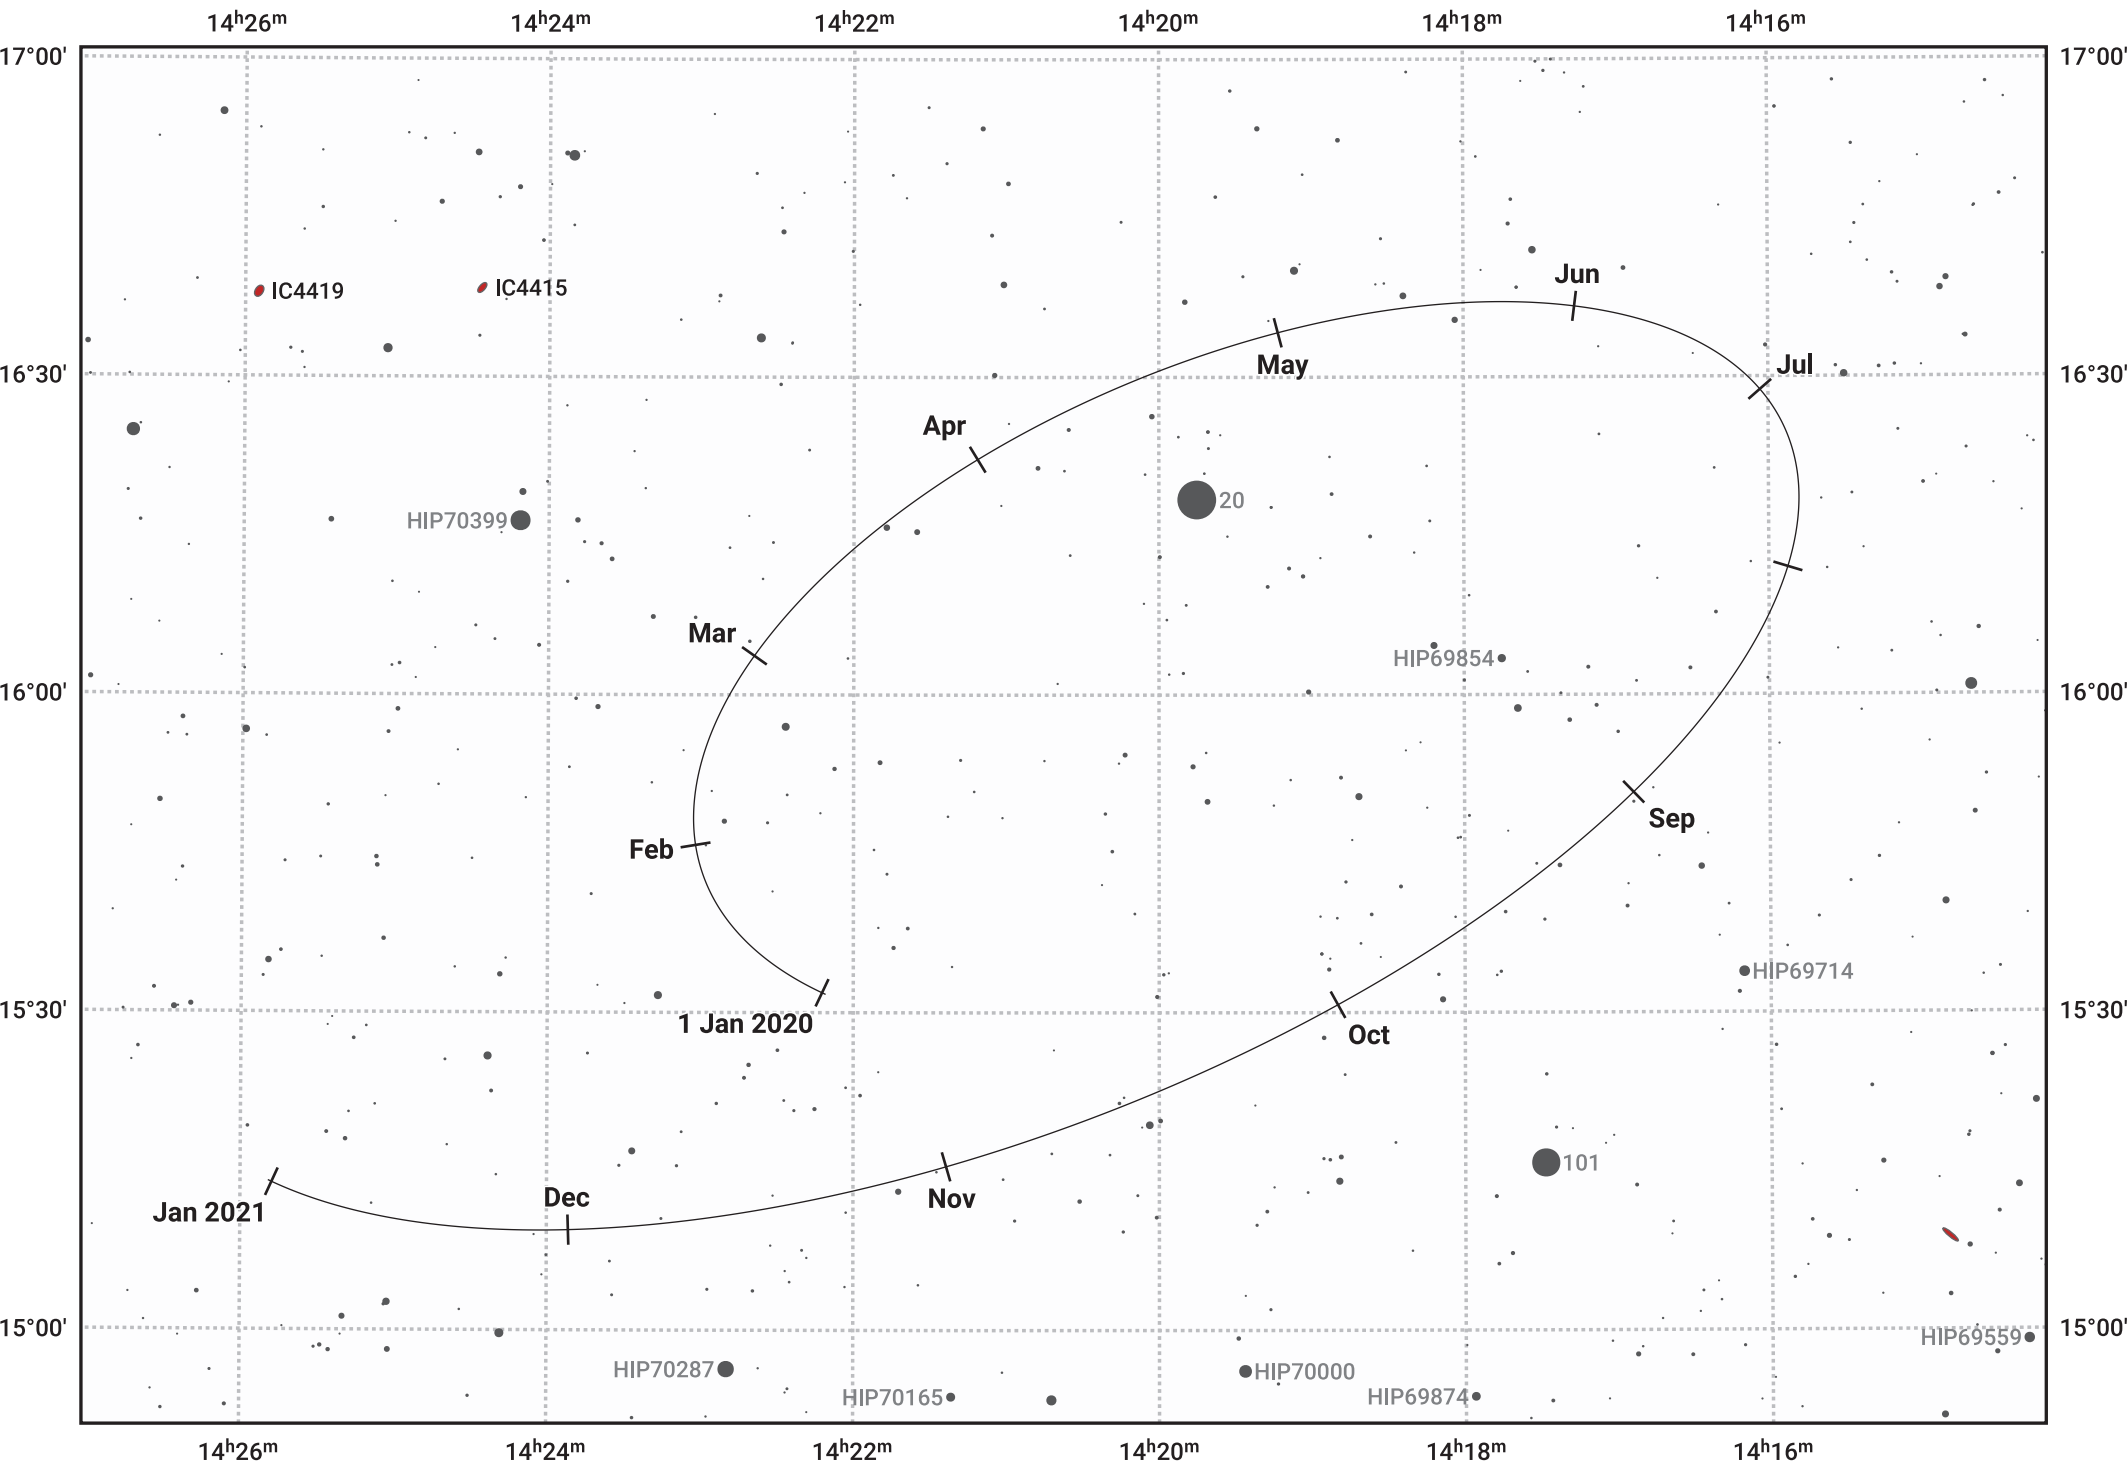 14ʰ26ᵐ 14ʰ24ᵐ 14ʰ22ᵐ 14ʰ20ᵐ 14ʰ18ᵐ 14ʰ16ᵐ
17°00' 17°00'
Jun
IC4419 IC4415
16°30' May Jul 16°30'
Apr
20
HIP70399
Mar
HIP69854
16°00' 16°00'
Sep
Feb
HIP69714
15°30' 15°30'
1 Jan 2020 Oct
101
Dec Nov
Jan 2021
15°00' 15°00'
HIP69559
HIP70287 HIP70000
HIP70165 HIP69874
14ʰ26ᵐ 14ʰ24ᵐ 14ʰ22ᵐ 14ʰ20ᵐ 14ʰ18ᵐ 14ʰ16ᵐ